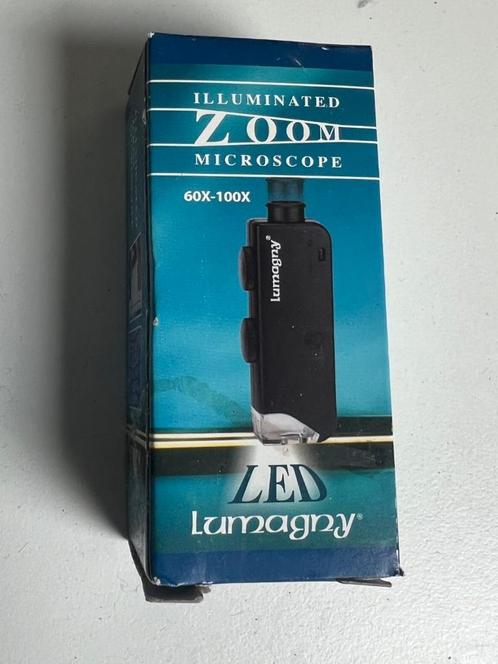 ILLUMINATED
ZOOM
MICROSCOPE
60X-100X
Lumagny®
LED
Lumagny®